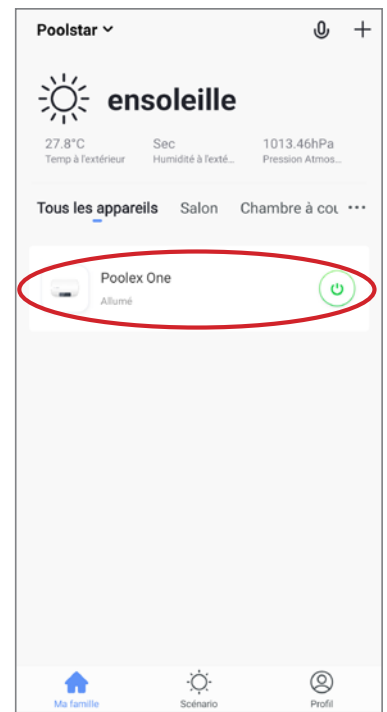 Poolstar
ensoleille
27.8°C Sec 1013.46hPa
Temp à l'extérieur Humidité à l'exté... Pression Atmos...
Tous les appareils Salon Chambre à cou ...
Poolex One
Allumé
Ma famille Scénario Profil